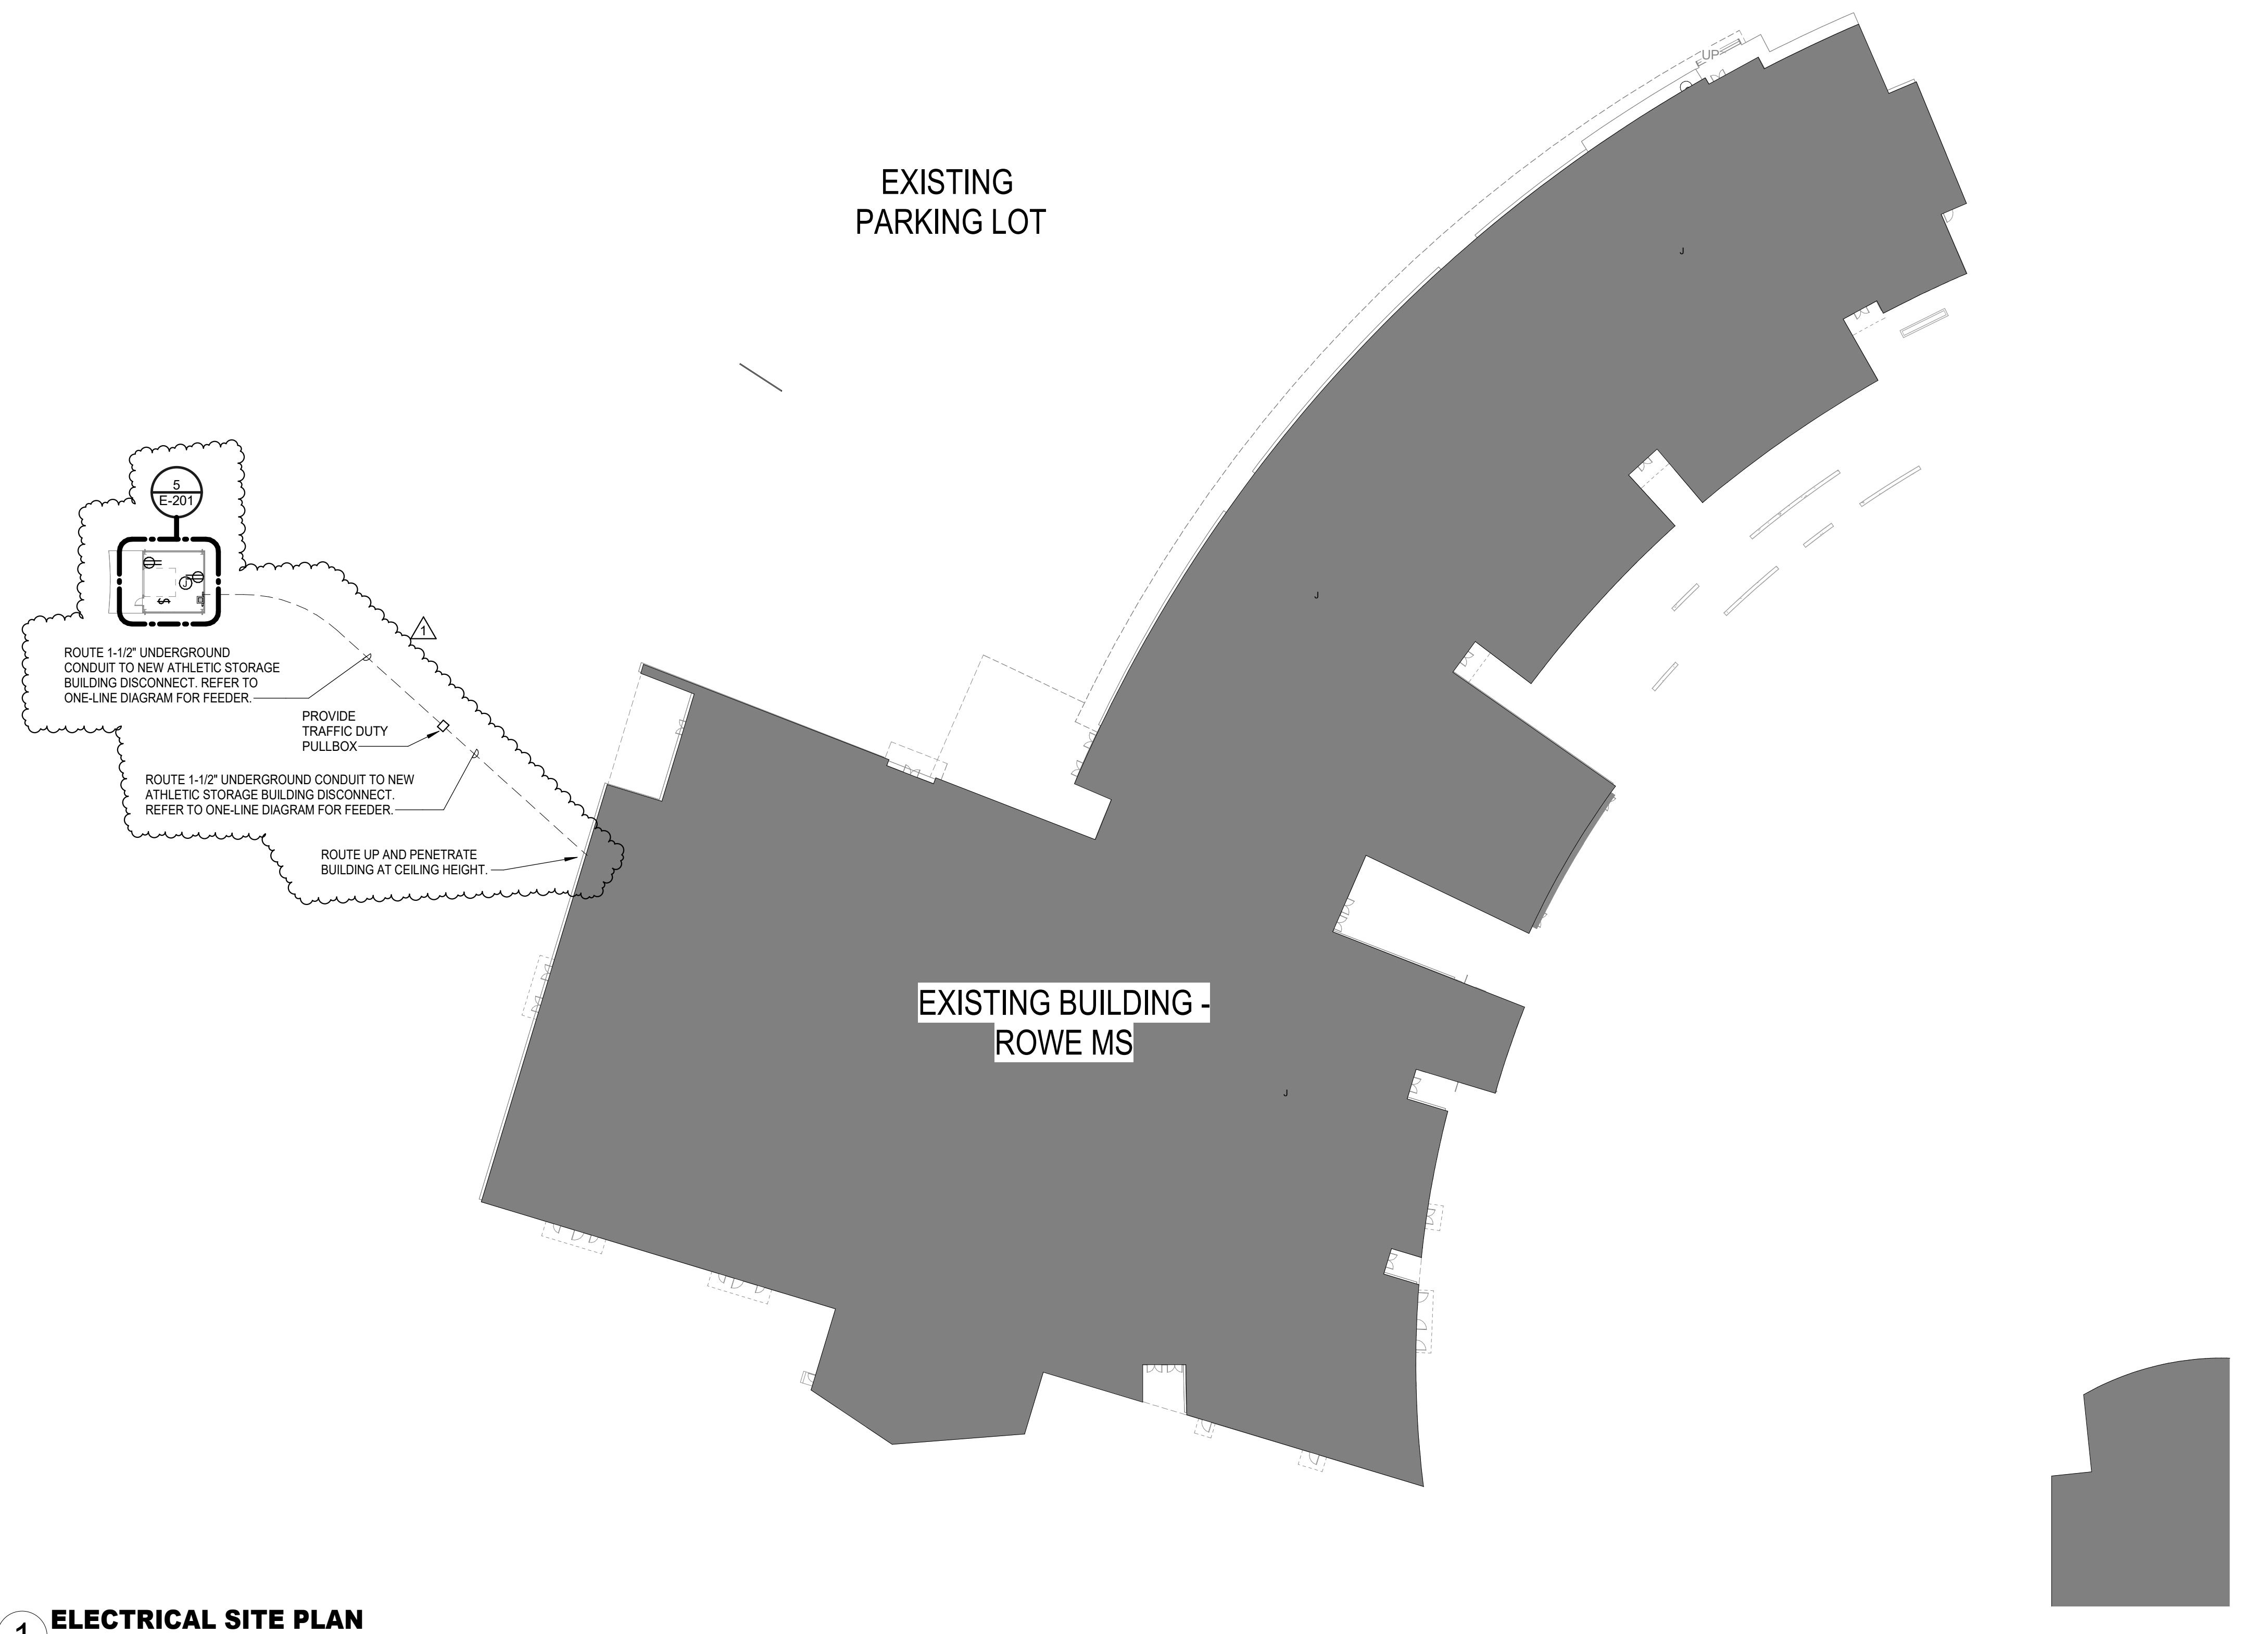 UP
EXISTING
PARKING LOT
J
5
E-201
J
$
J
1
ROUTE 1-1/2" UNDERGROUND
CONDUIT TO NEW ATHLETIC STORAGE
BUILDING DISCONNECT. REFER TO
ONE-LINE DIAGRAM FOR FEEDER.
PROVIDE
TRAFFIC DUTY
PULLBOX
ROUTE 1-1/2" UNDERGROUND CONDUIT TO NEW
ATHLETIC STORAGE BUILDING DISCONNECT.
REFER TO ONE-LINE DIAGRAM FOR FEEDER.
ROUTE UP AND PENETRATE
BUILDING AT CEILING HEIGHT.
EXISTING BUILDING -
ROWE MS
J
1
ELECTRICAL SITE PLAN